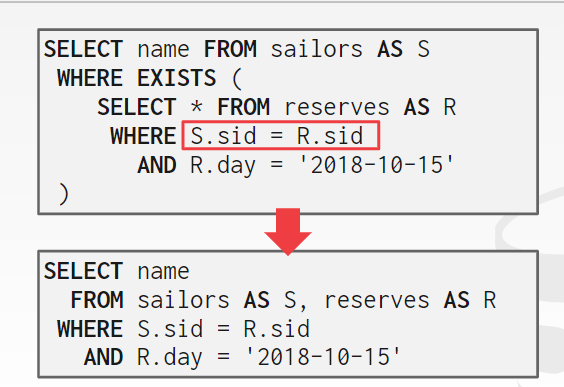 SELECT name FROM sailors AS S
WHERE EXISTS (
SELECT * FROM reserves AS R
WHERE S.sid = R.sid
AND R.day = '2018-10-15'
)
SELECT name
FROM sailors AS S, reserves AS R
WHERE S.sid = R.sid
AND R.day = '2018-10-15'